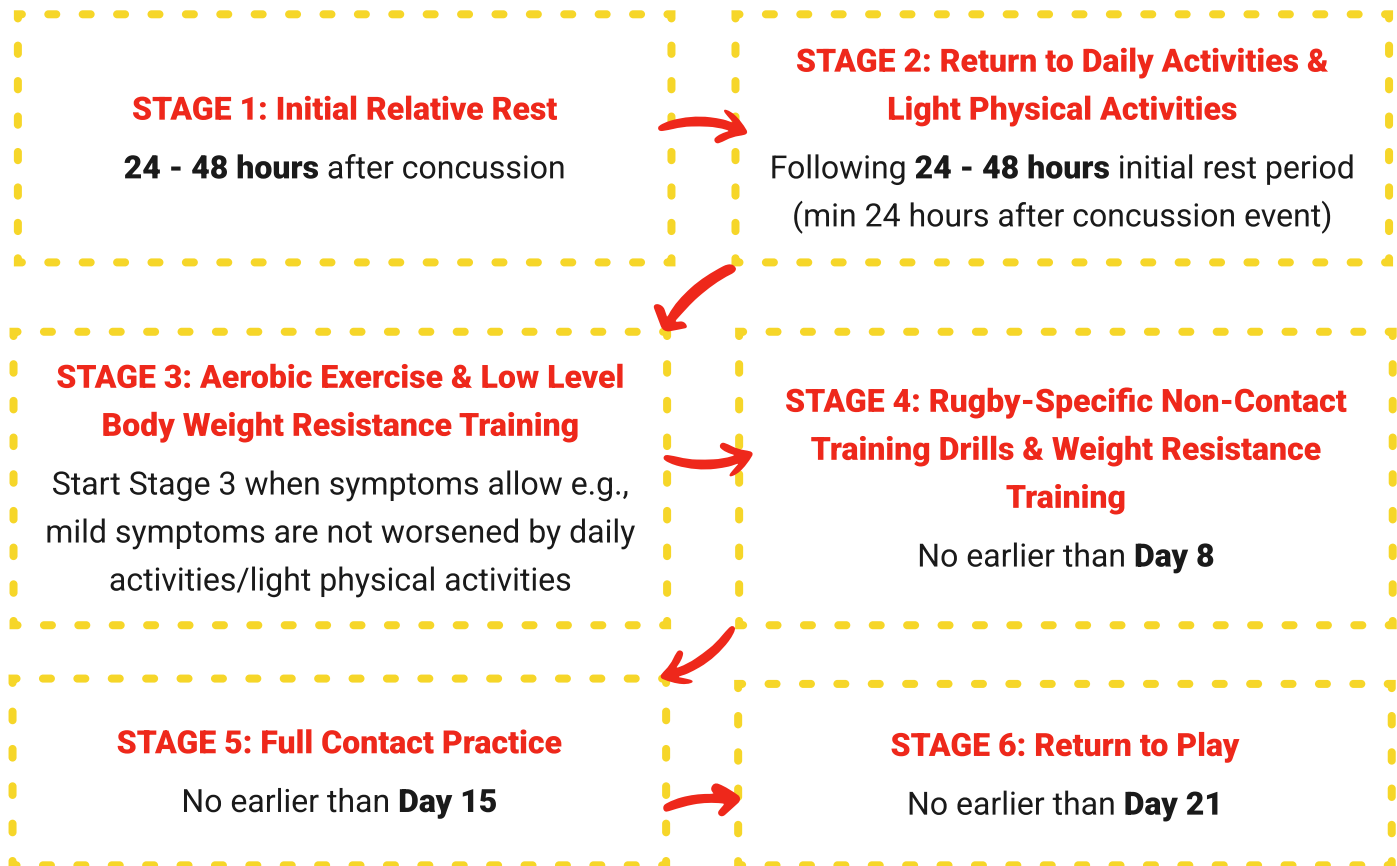 STAGE 1: Initial Relative Rest
24 - 48 hours after concussion
STAGE 2: Return to Daily Activities &
Light Physical Activities
Following 24 - 48 hours initial rest period
(min 24 hours after concussion event)
STAGE 3: Aerobic Exercise & Low Level
Body Weight Resistance Training
Start Stage 3 when symptoms allow e.g.,
mild symptoms are not worsened by daily
activities/light physical activities
STAGE 4: Rugby-Specific Non-Contact
Training Drills & Weight Resistance
Training
No earlier than Day 8
STAGE 5: Full Contact Practice
No earlier than Day 15
STAGE 6: Return to Play
No earlier than Day 21